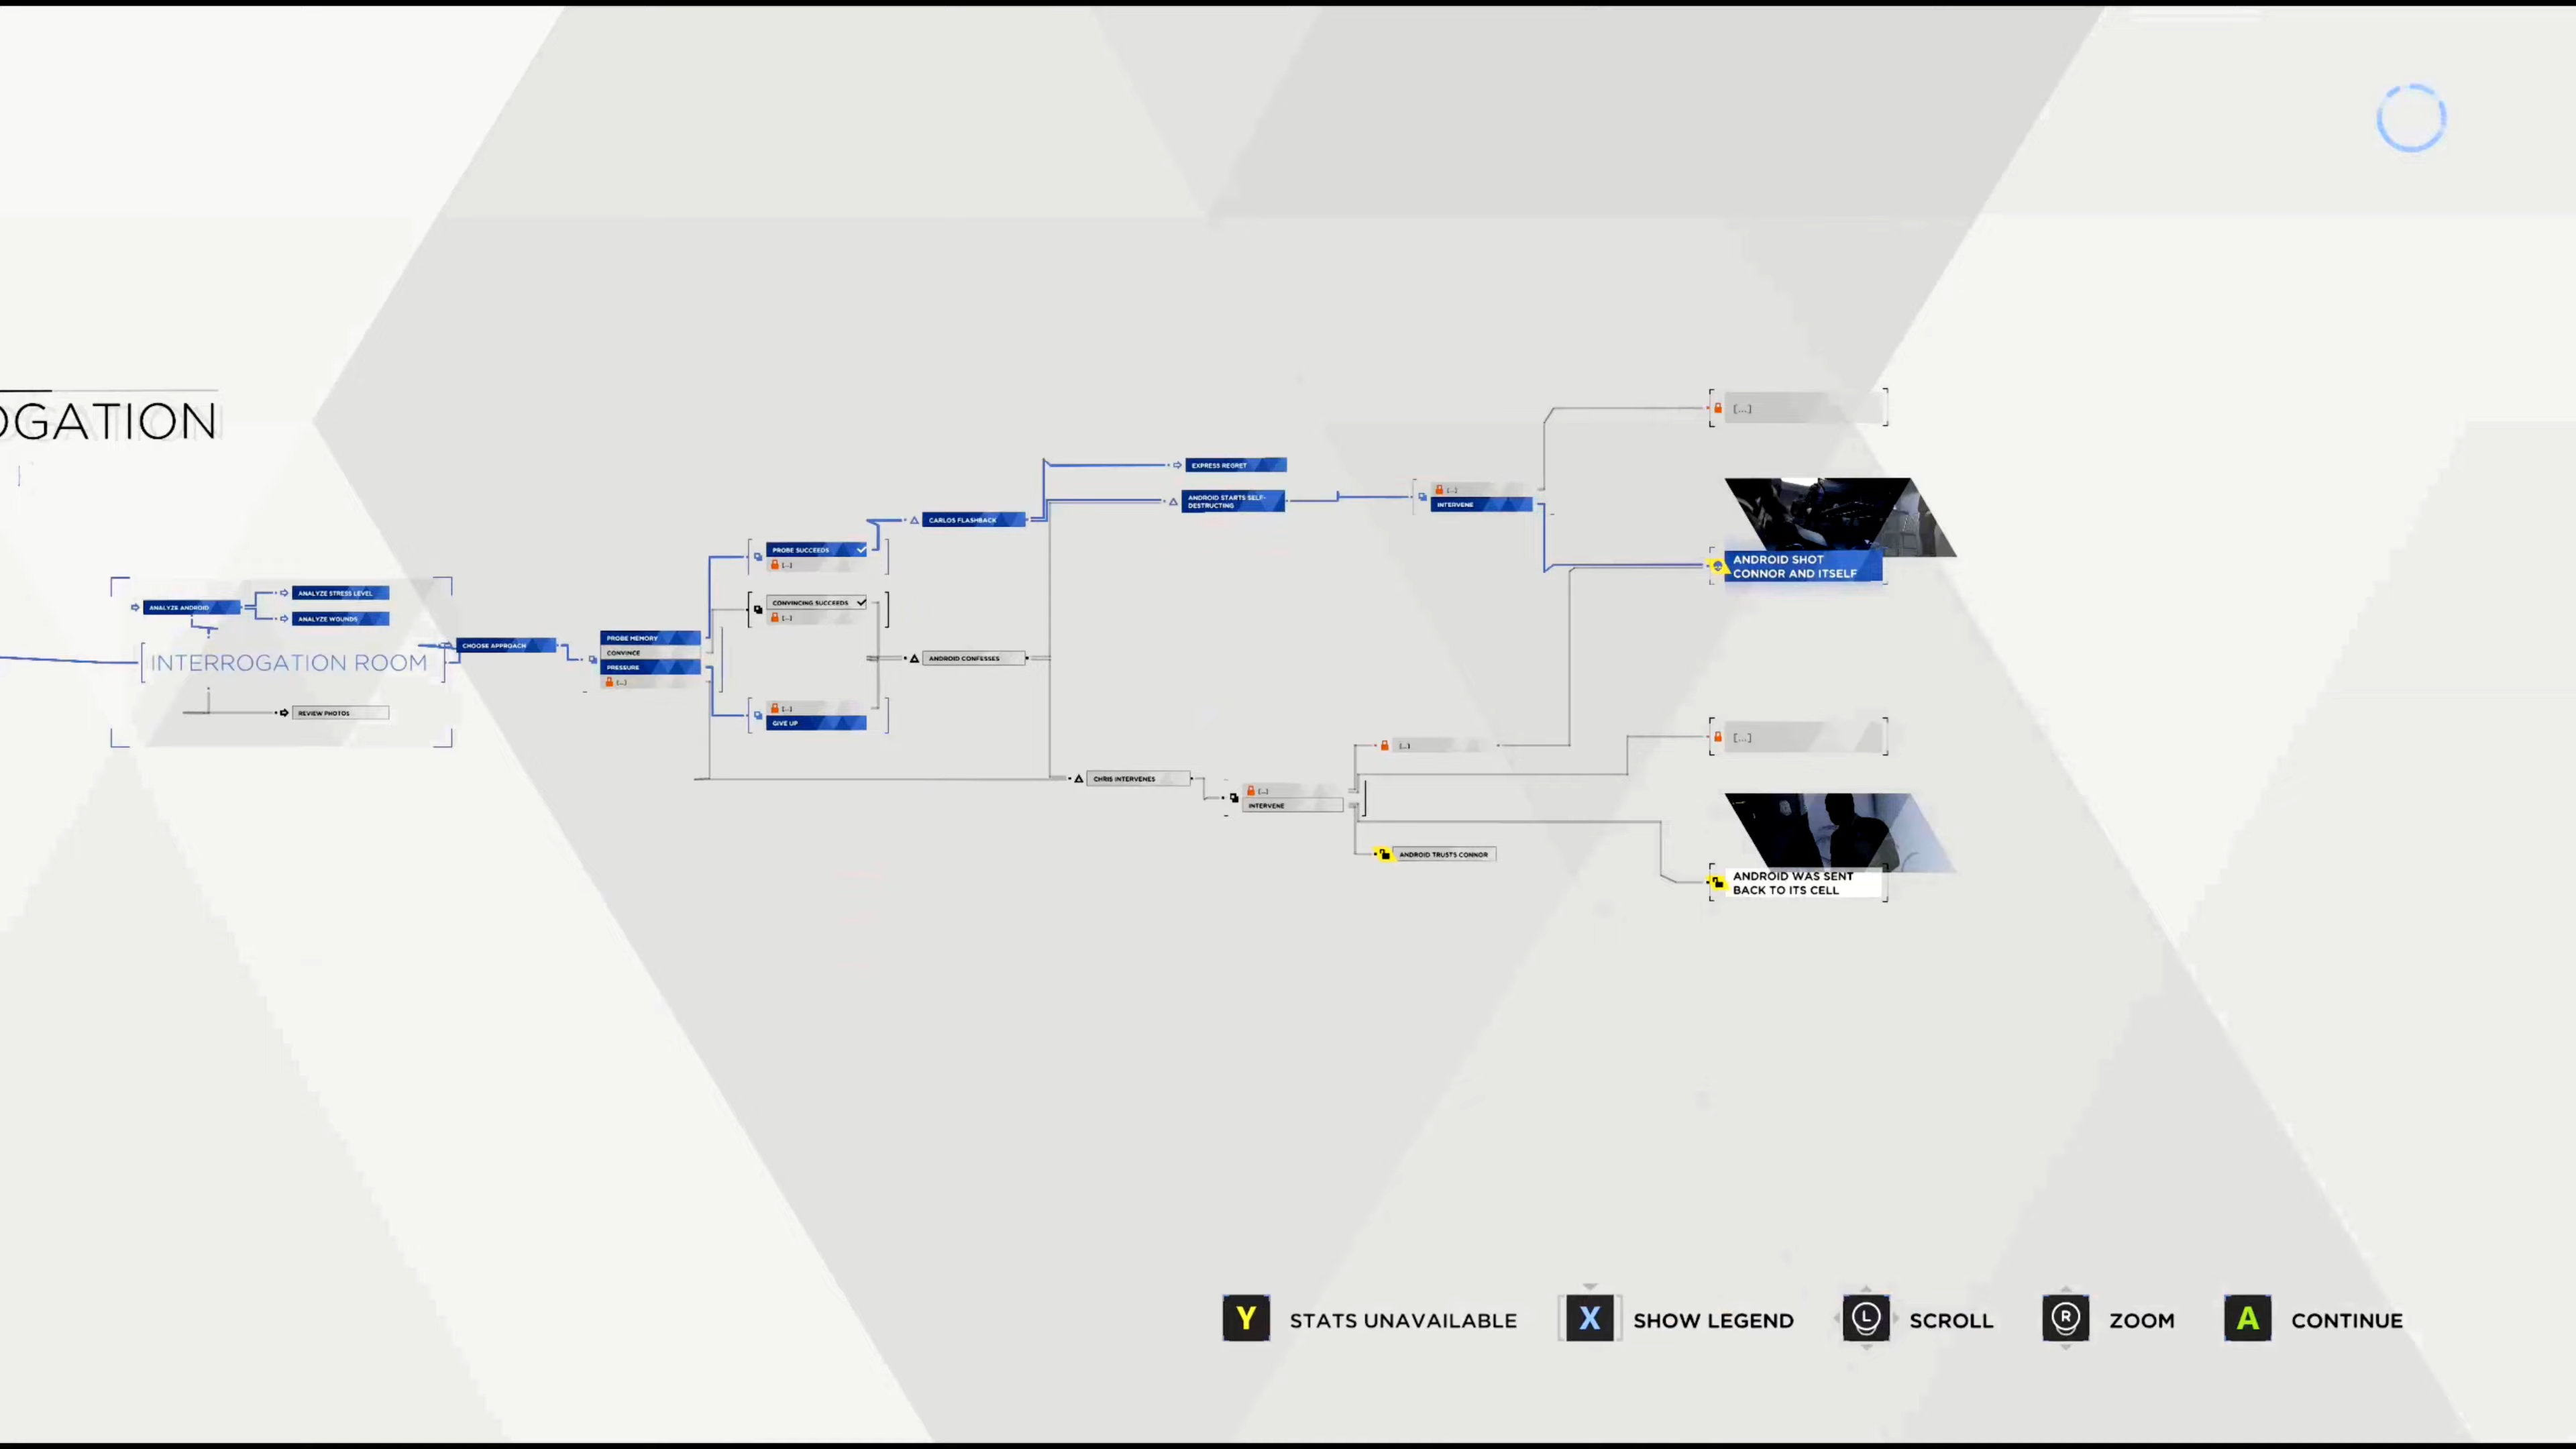 OGATION
ANALYZE ANDROID
ANALYZE STRESS LEVEL
ANALYZE WOUNDS
INTERROGATION ROOM
REVIEW PHOTOS
CHOOSE APPROACH
PROBE MEMORY
CONVINCE
PRESSURE
[...]
PROBE SUCCEEDS
[...]
CONVINCING SUCCEEDS
[...]
[...]
GIVE UP
CARLOS FLASHBACK
ANDROID CONFESSES
EXPRESS REGRET
ANDROID STARTS SELF-
DESTRUCTING
CHRIS INTERVENES
[...]
INTERVENE
[...]
INTERVENE
[...]
ANDROID TRUSTS CONNOR
[...]
ANDROID SHOT
CONNOR AND ITSELF
[...]
ANDROID WAS SENT
BACK TO ITS CELL
Y STATS UNAVAILABLE
X SHOW LEGEND
L SCROLL
R ZOOM
A CONTINUE